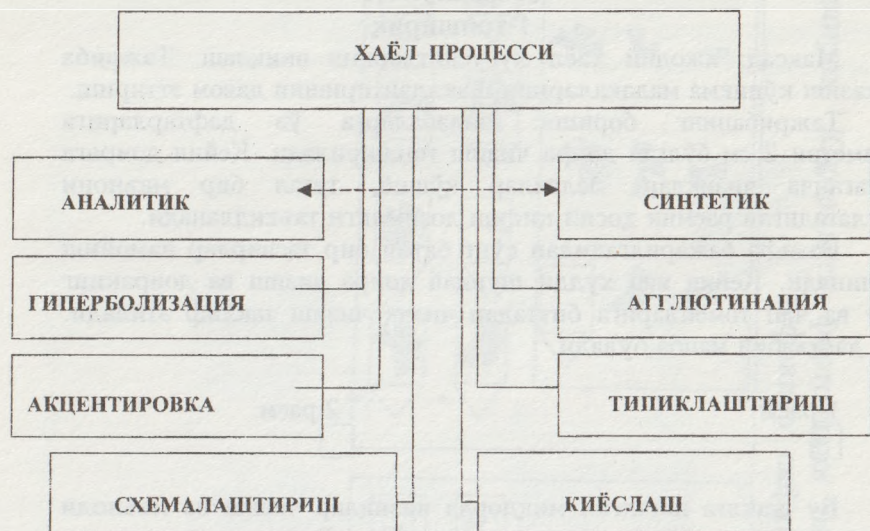 ХАЁЛ ПРОЦЕССИ
АНАЛИТИК
СИНТЕТИК
ГИПЕРБОЛИЗАЦИЯ
АГГЛЮТИНАЦИЯ
АКЦЕНТИРОВКА
ТИПИКЛАШТИРИШ
СХЕМАЛАШТИРИШ
КИЁСЛАШ